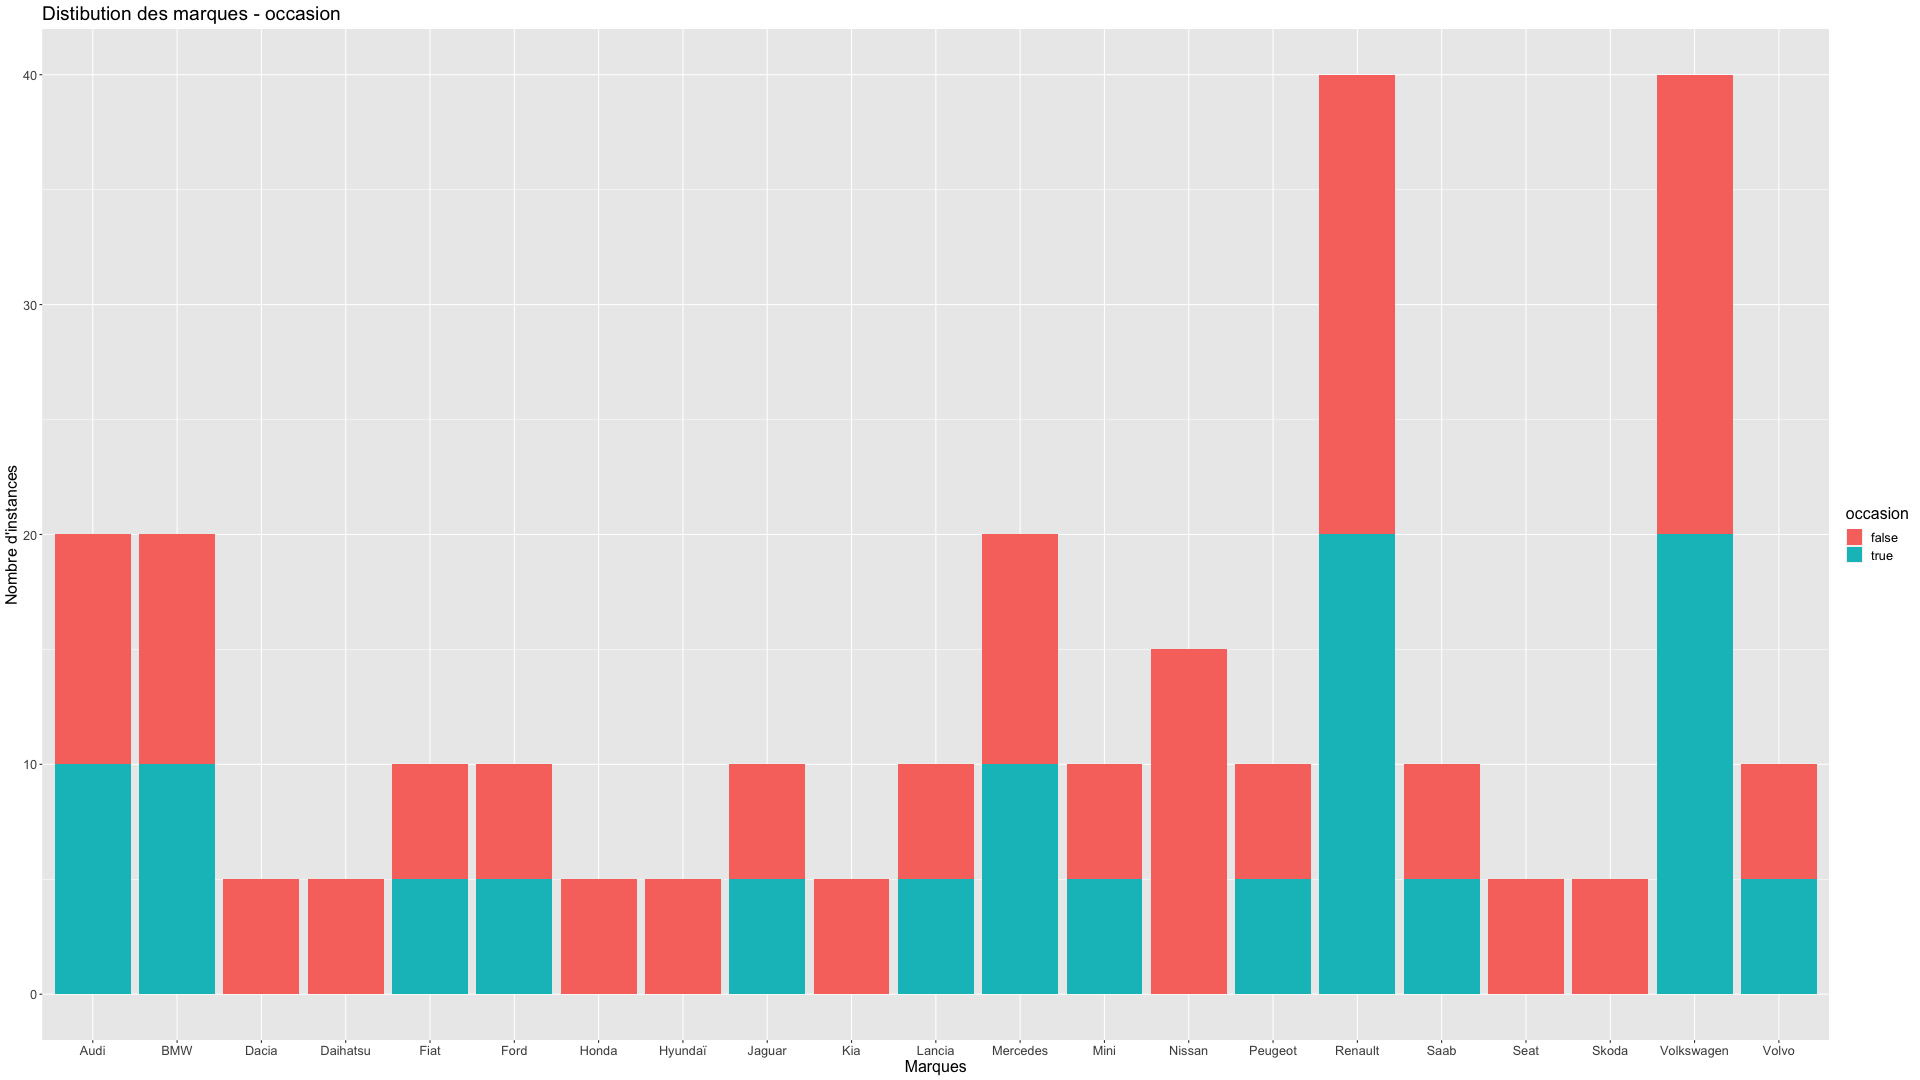 Distibution des marques - occasion
Nombre d'instances
40
30
20
10
0
Audi BMW Dacia Daihatsu Fiat Ford Honda Hyundaï Jaguar Kia Lancia Mercedes Mini Nissan Peugeot Renault Saab Seat Skoda Volkswagen Volvo
Marques
occasion
false
true